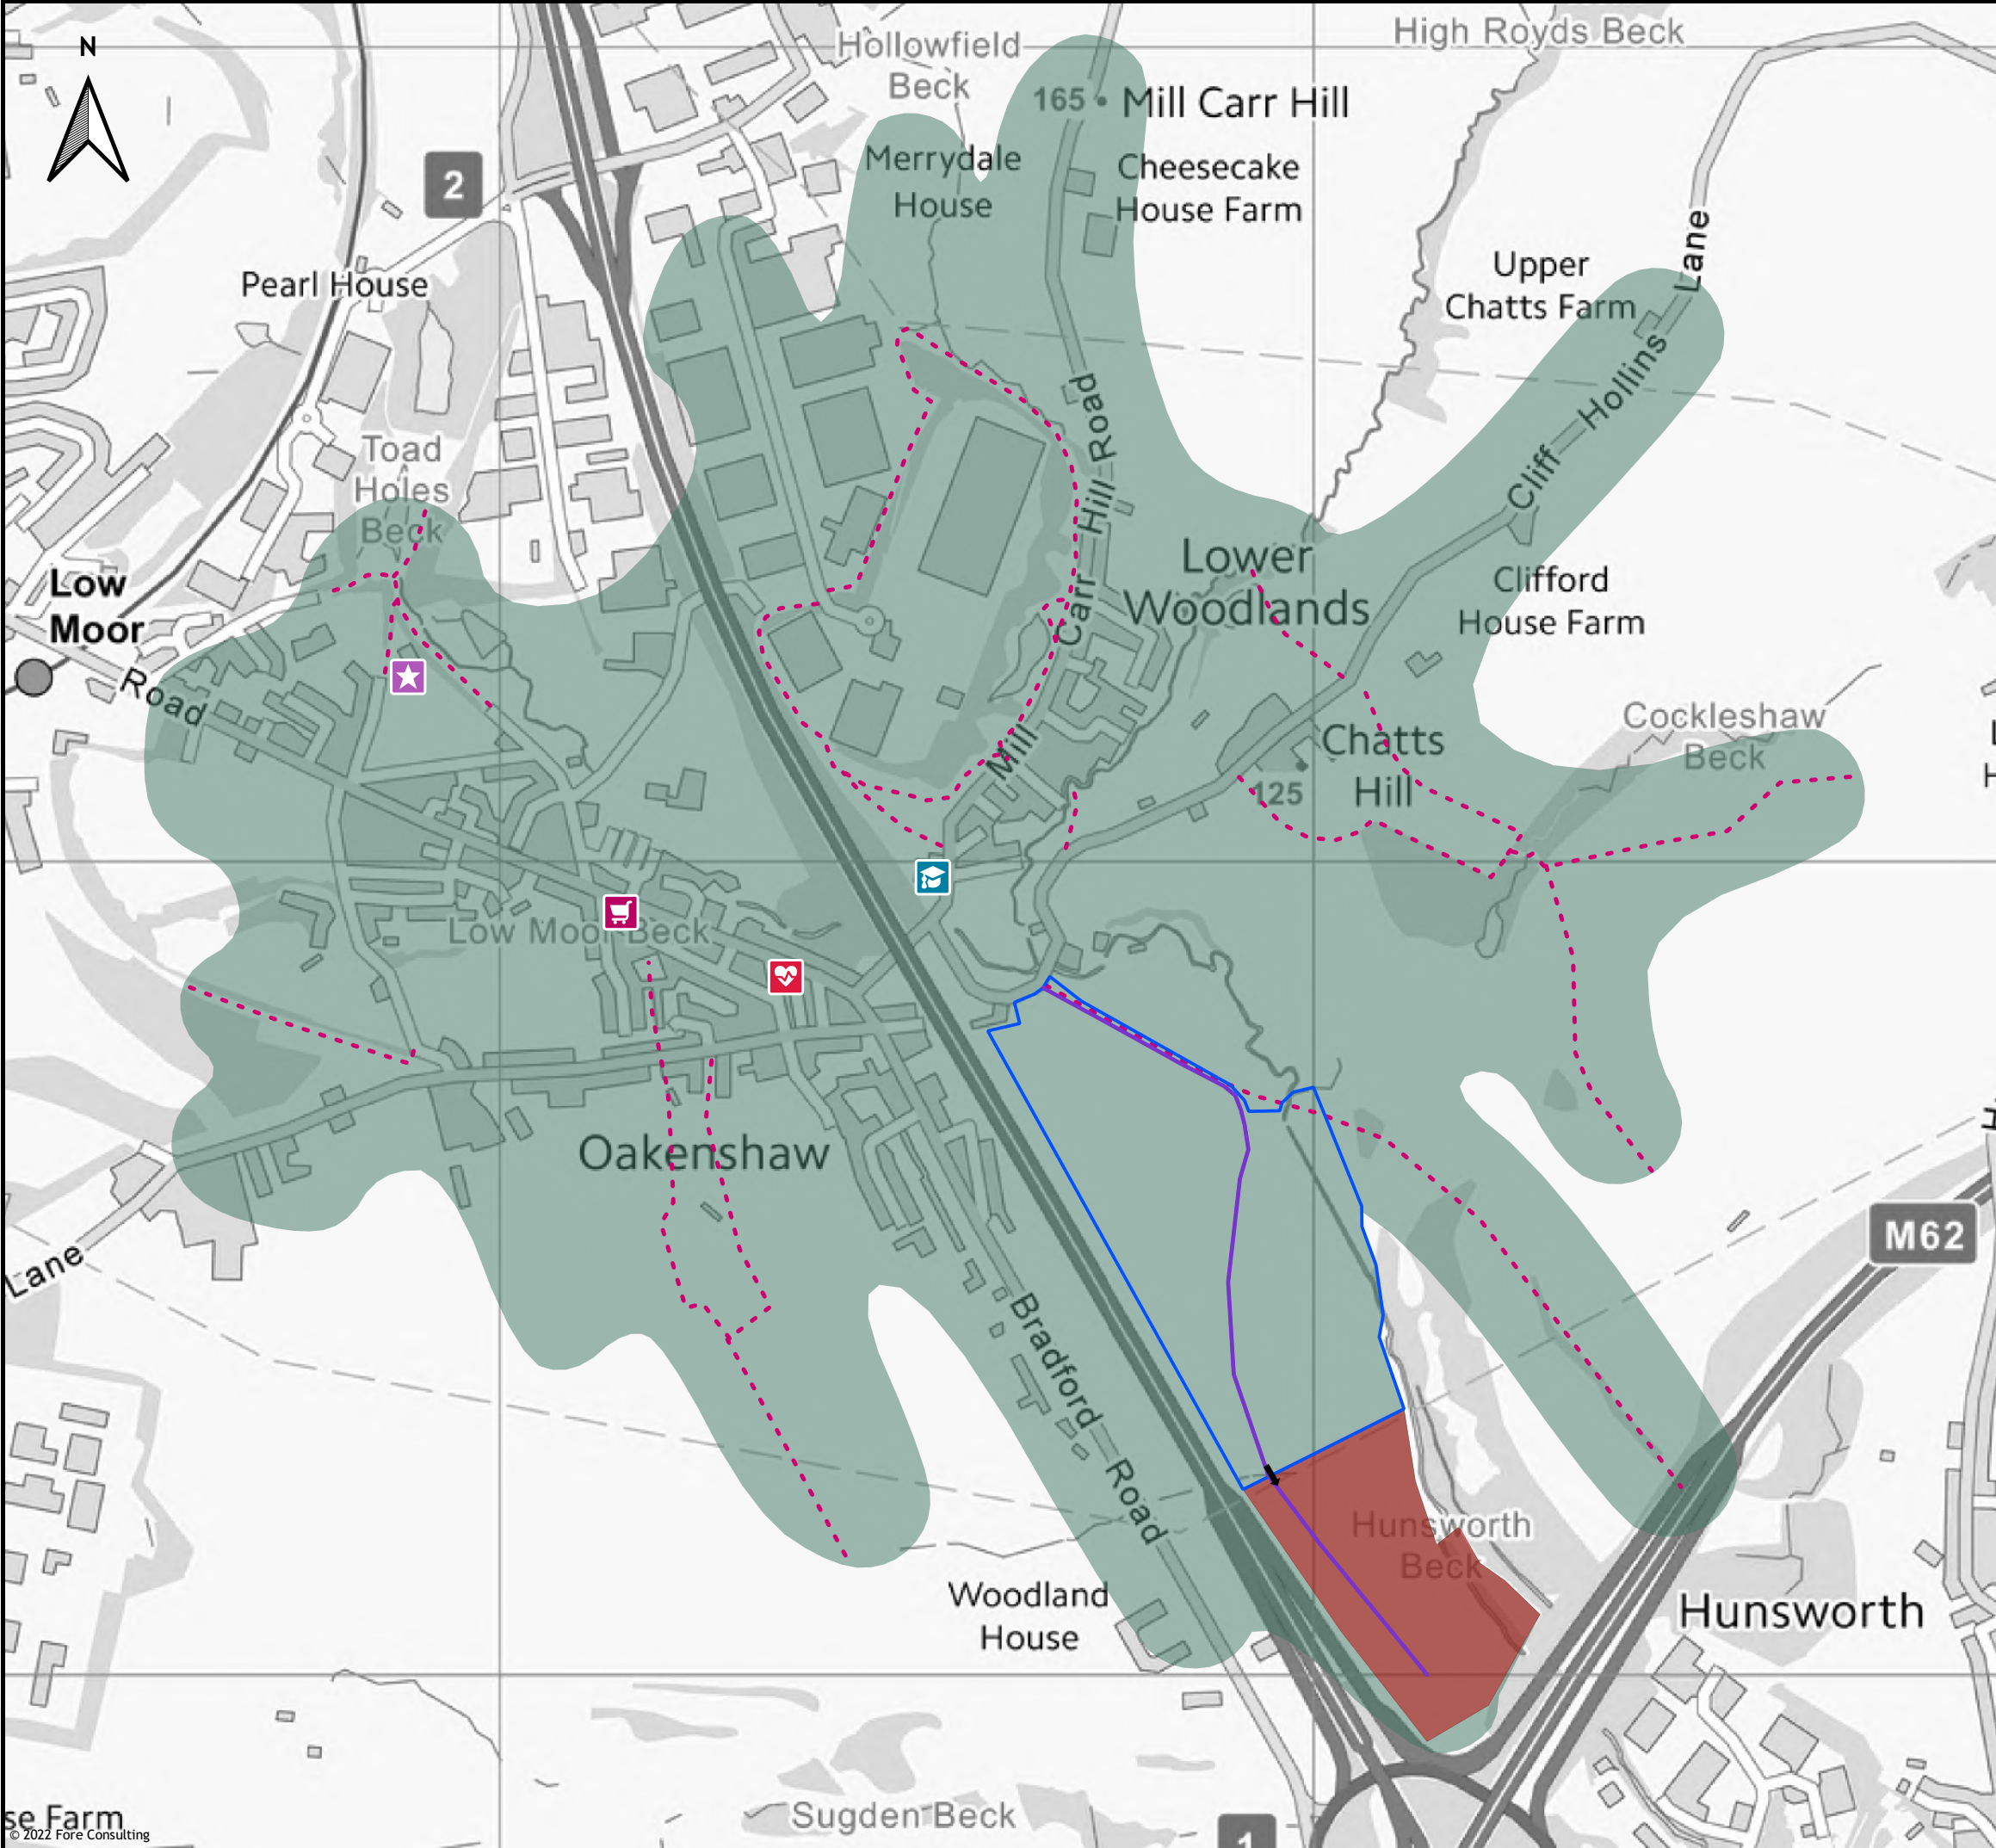 N
Hollowfield
Beck
High Royds Beck
165
Mill Carr Hill
Merrydale
House
Cheesecake
House Farm
2
Lane
Upper
Chatts Farm
Pearl House
Hollins
Carr Hill Road
Toad
Holes
Beck
Cliff
Lower
Woodlands
Low
Moor
Clifford
House Farm
Road
Mill
Chatts
Hill
125
Cockleshaw
Beck
Low Moor Beck
Oakenshaw
M62
Lane
Bradford Road
Hunsworth
Beck
Woodland
House
Hunsworth
Sugden Beck
se Farm
1
© 2022 Fore Consulting